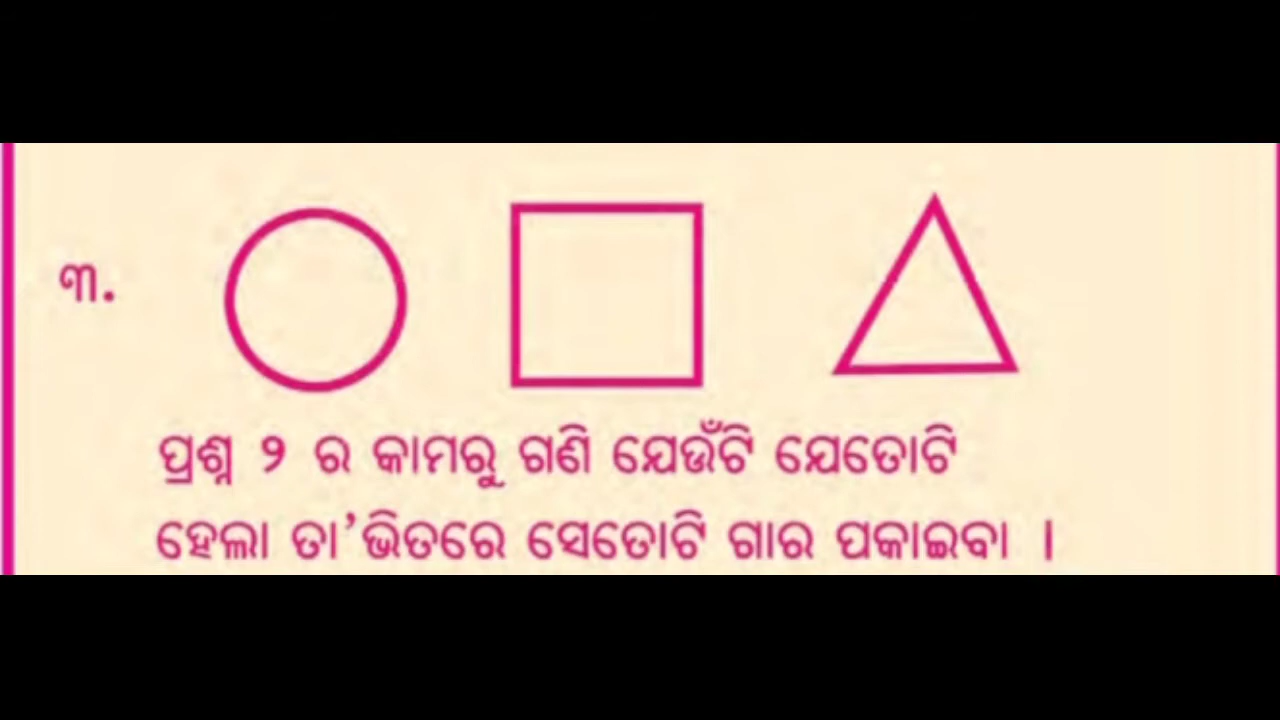 ୩.
ପ୍ରଶ୍ନ ୨ ର କାମରୁ ଗଣି ଯେଉଁଟି ଯେତୋଟି
ହେଲା ତା’ଭିତରେ ସେତୋଟି ଗାର ପକାଇବା ।